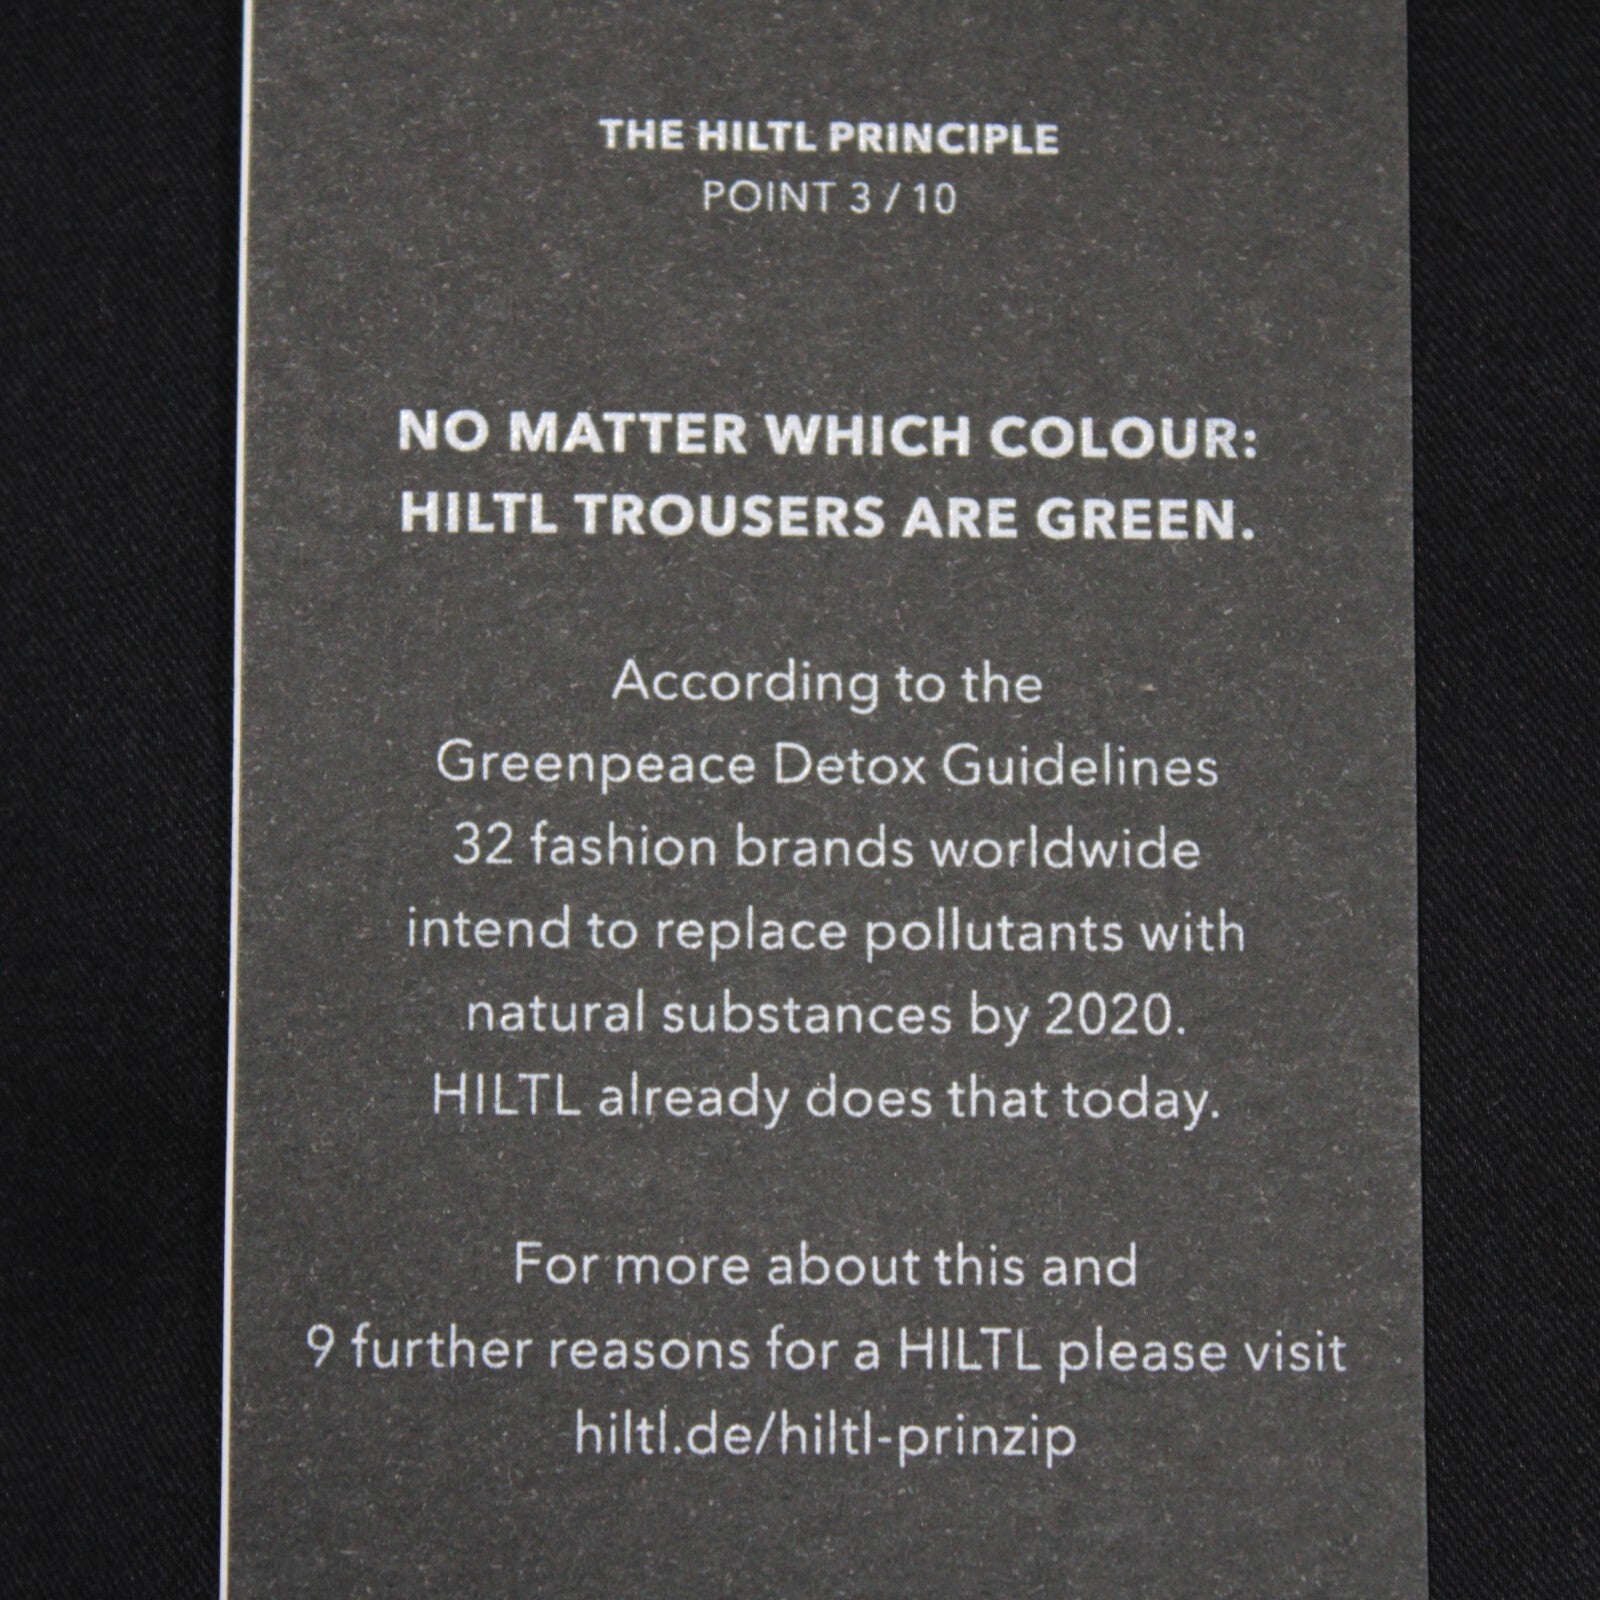 THE HILTL PRINCIPLE
POINT 3 / 10
NO MATTER WHICH COLOUR:
HILTL TROUSERS ARE GREEN.
According to the
Greenpeace Detox Guidelines
32 fashion brands worldwide
intend to replace pollutants with
natural substances by 2020.
HILTL already does that today.
For more about this and
9 further reasons for a HILTL please visit
hiltl.de/hiltl-prinzip